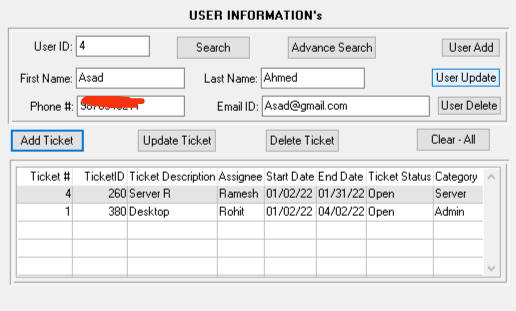 USER INFORMATION's
User ID: 4 Search Advance Search User Add
First Name: Asad Last Name: Ahmed User Update
Phone #: Email ID: Asad@gmail.com User Delete
Add Ticket Update Ticket Delete Ticket Clear - All
Ticket # TicketID Ticket Description Assignee Start Date End Date Ticket Status Category
4 260 Server R Ramesh 01/02/22 01/31/22 Open Server
1 380 Desktop Rohit 01/02/22 04/02/22 Open Admin